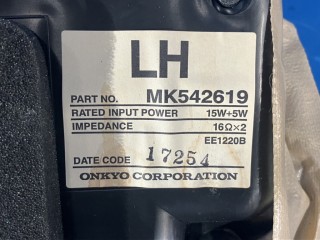 LH
PART NO. MK542619
RATED INPUT POWER 15W+5W
IMPEDANCE 16Ω×2
EE1220B
DATE CODE 17254
ONKYO CORPORATION